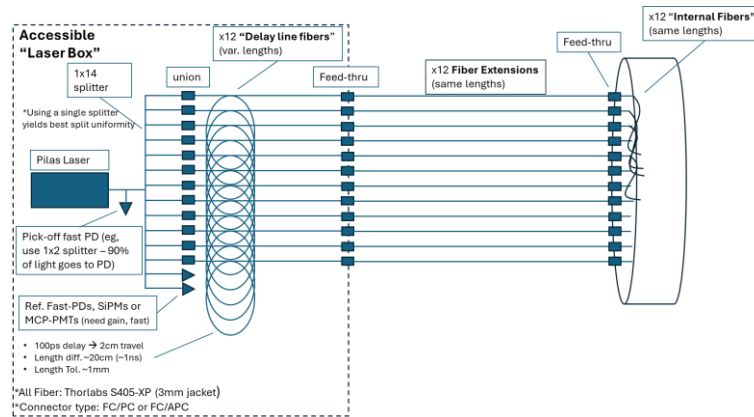 Accessible
“Laser Box”
x12 “Delay line fibers”
(var. lengths)
x12 “Internal Fibers”
(same lengths)
1x14
splitter
union
Feed-thru
x12 Fiber Extensions
(same lengths)
Feed-thru
*Using a single splitter
yields best split uniformity
Pilas Laser
Pick-off fast PD (eg,
use 1x2 splitter – 90%
of light goes to PD)
Ref. Fast-PDs, SiPMs or
MCP-PMTs (need gain, fast)
• 100ps delay → 2cm travel
• Length diff. ~20cm (~1ns)
• Length Tol. ~1mm
*All Fiber: Thorlabs S405-XP (3mm jacket)
*Connector type: FC/PC or FC/APC